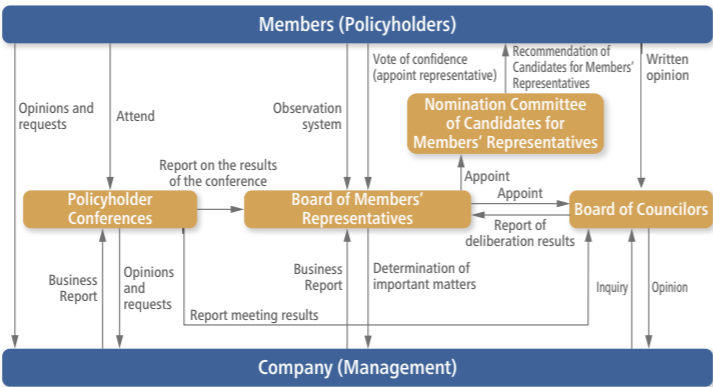 Members (Policyholders)
Opinions and
requests
Attend
Observation
system
Vote of confidence
(appoint representative)
Recommendation of
Candidates for Members'
Representatives
Written
opinion
Nomination Committee
of Candidates for
Members' Representatives
Report on the results
of the conference
Appoint
Appoint
Policyholder
Conferences
Board of Members'
Representatives
Board of Councilors
Report of
deliberation results
Business
Report
Opinions
and
requests
Business
Report
Determination of
important matters
Inquiry
Opinion
Report meeting results
Company (Management)